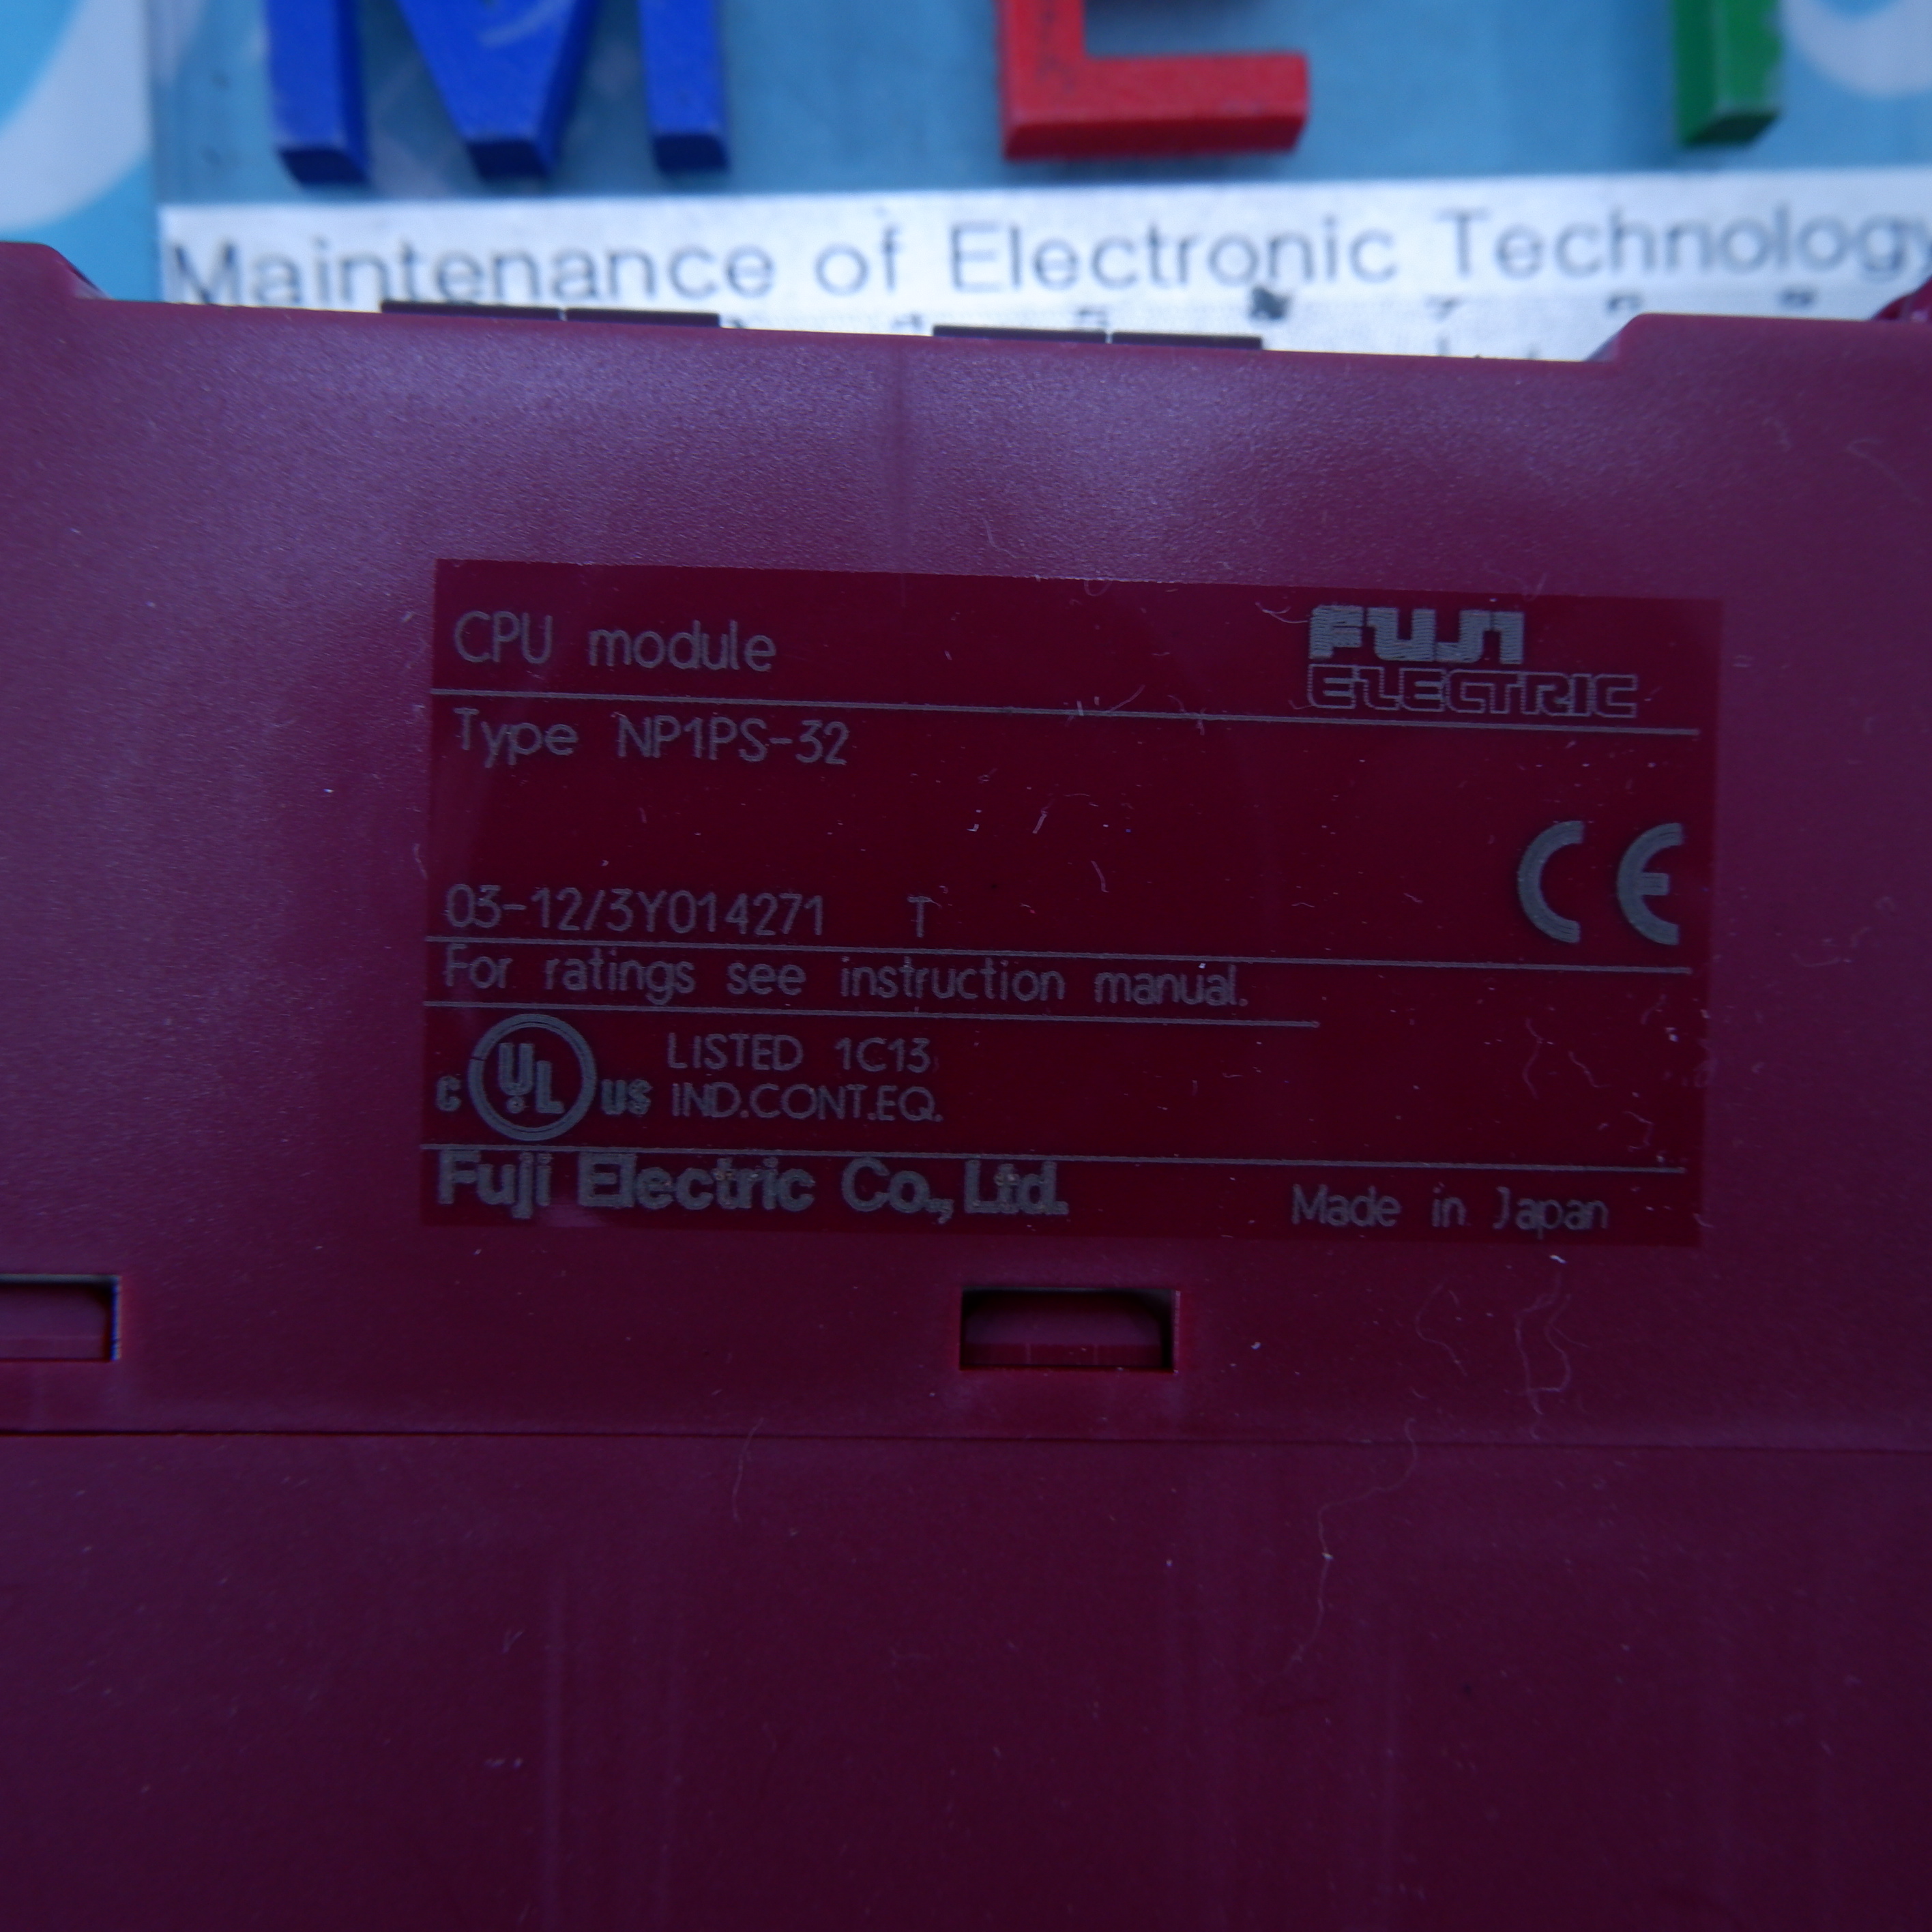 M E T
Maintenance of Electronic Technology
CPU module
FUJI
ELECTRIC
Type NP1PS-32
CE
03-12/3Y014271 T
For ratings see instruction manual.
C UL US LISTED 1C13
IND.CONT.EQ.
Fuji Electric Co., Ltd.
Made in Japan